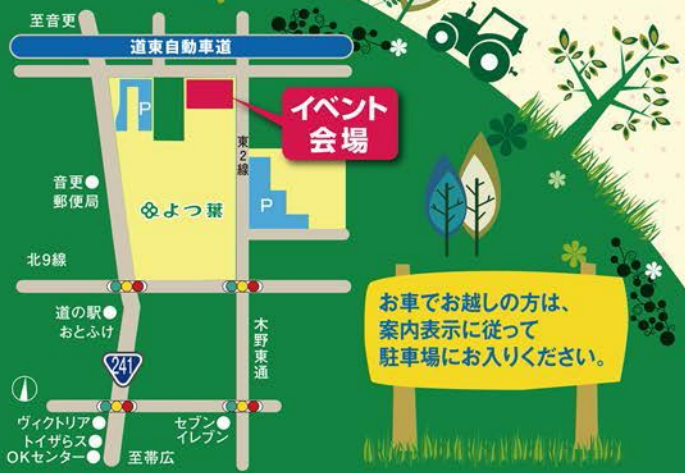 至音更
道東自動車道
P
イベント
会場
東2線
音更
郵便局
よつ葉
P
北9線
お車でお越しの方は、
案内表示に従って
駐車場にお入りください。
道の駅
おとふけ
木野東通
241
ヴィクトリア
トイザらス
OKセンター
セブン
イレブン
至帯広